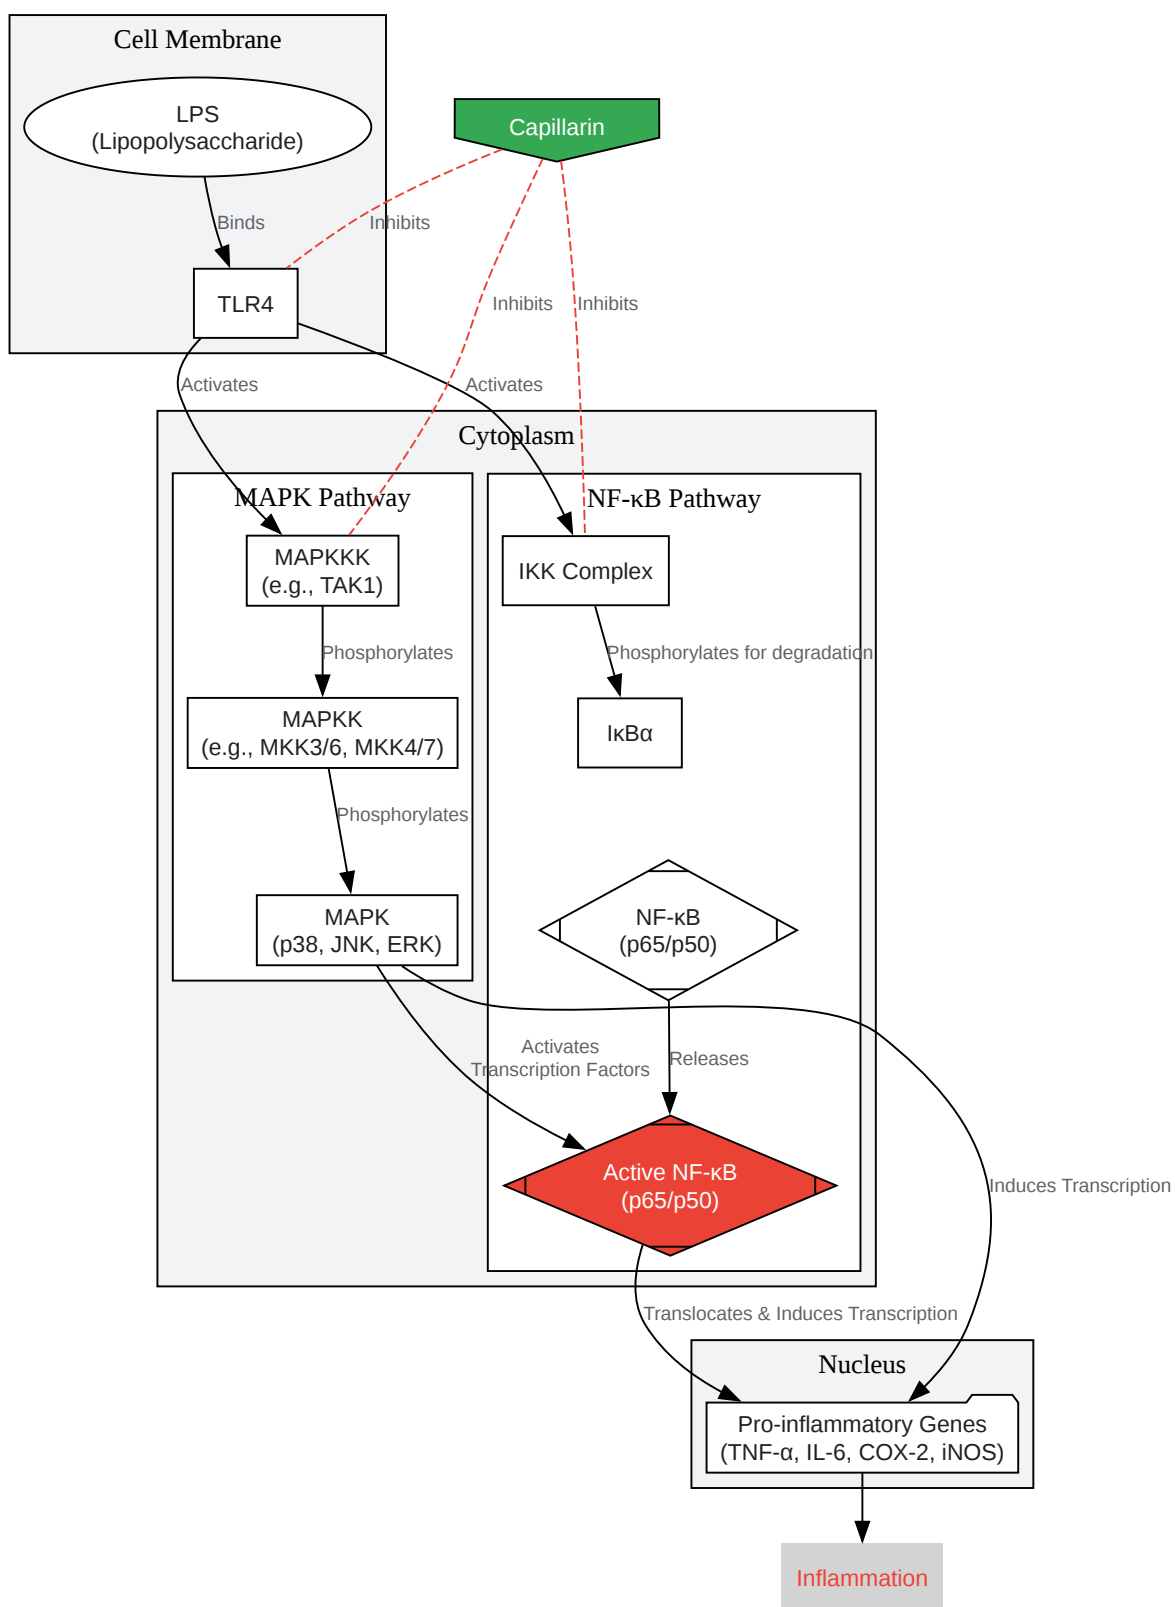 Cell Membrane
LPS
(Lipopolysaccharide)
Capillarin
Binds
Inhibits
TLR4
Inhibits
Inhibits
Activates
Activates
Cytoplasm
MAPK Pathway
NF-κB Pathway
MAPKKK
(e.g., TAK1)
IKK Complex
Phosphorylates
Phosphorylates for degradation
MAPKK
(e.g., MKK3/6, MKK4/7)
IκBα
Phosphorylates
MAPK
(p38, JNK, ERK)
NF-κB
(p65/p50)
Activates
Transcription Factors
Releases
Active NF-κB
(p65/p50)
Induces Transcription
Translocates & Induces Transcription
Nucleus
Pro-inflammatory Genes
(TNF-α, IL-6, COX-2, iNOS)
Inflammation